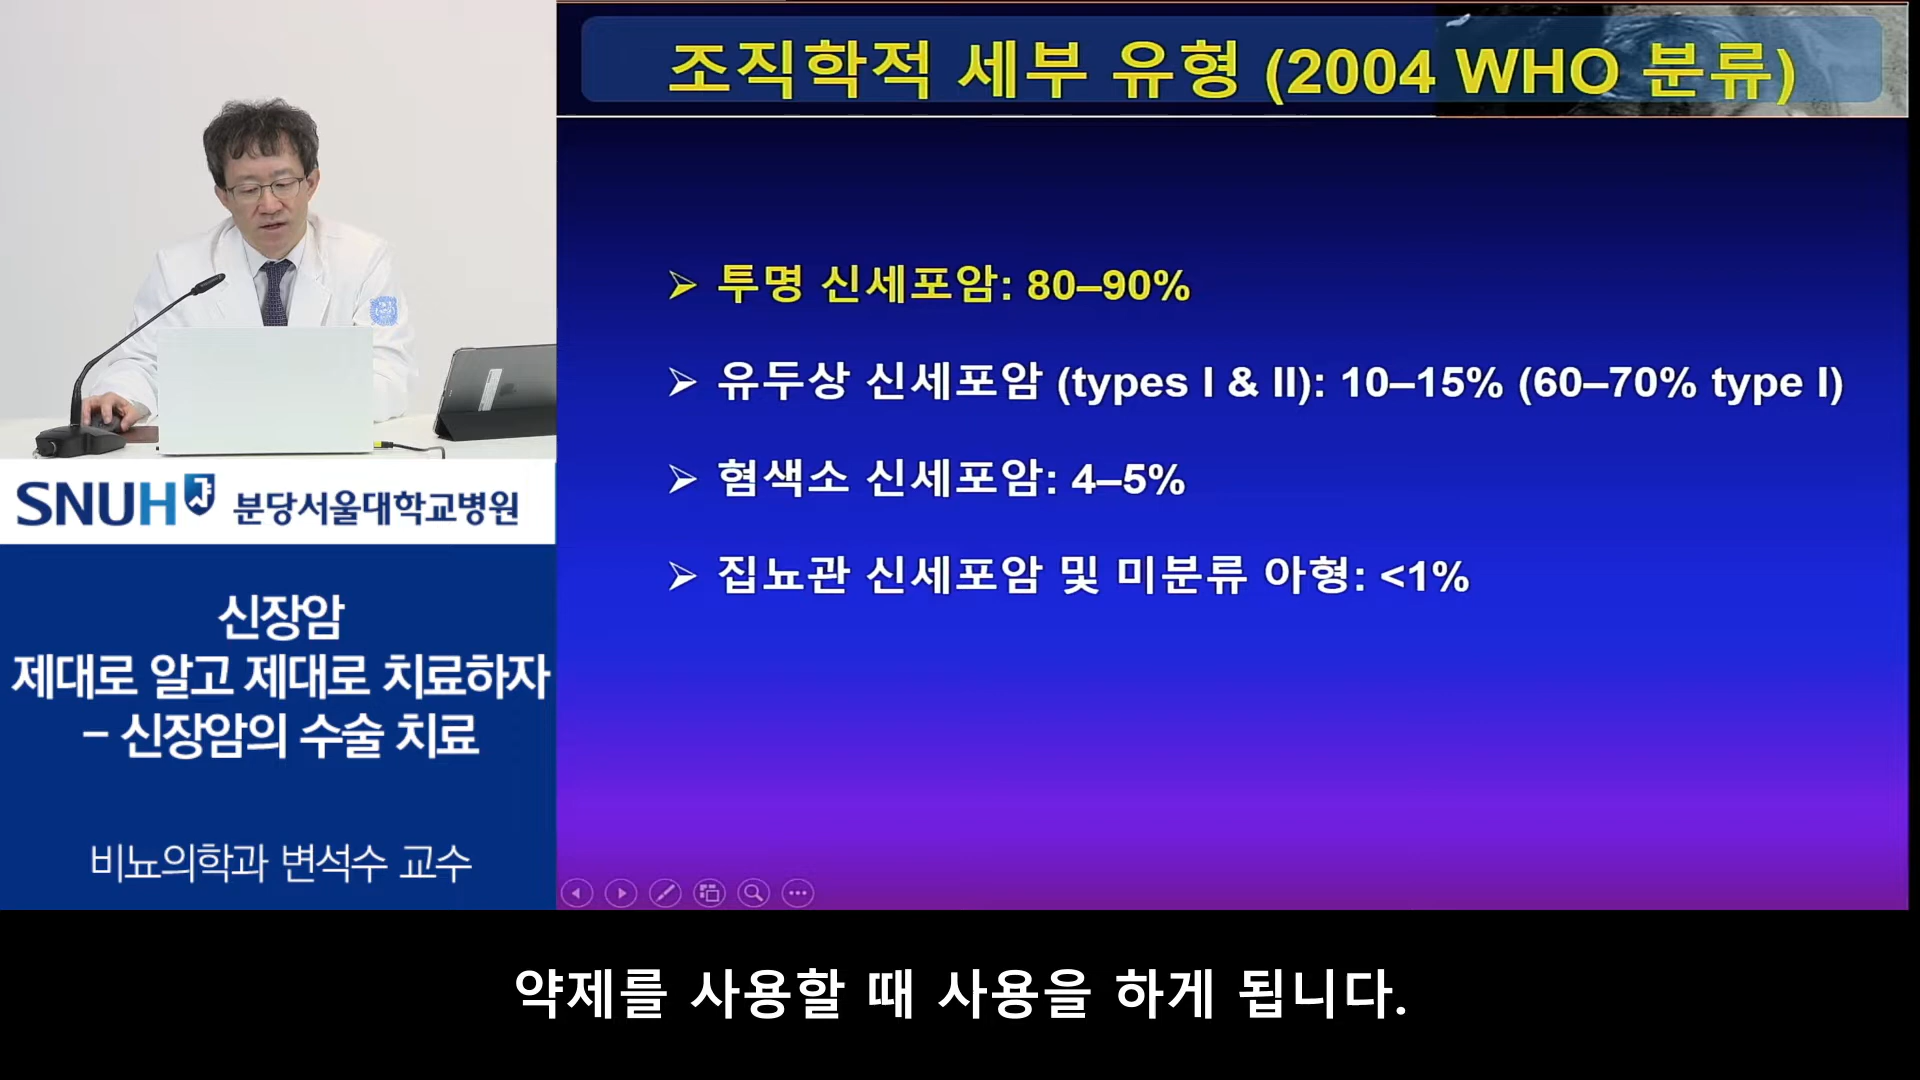 조직학적 세부 유형 (2004 WHO 분류)
➢ 투명 신세포암: 80–90%
➢ 유두상 신세포암 (types I & II): 10–15% (60–70% type I)
➢ 혐색소 신세포암: 4–5%
➢ 집뇨관 신세포암 및 미분류 아형: <1%
SNUH 분당서울대학교병원
신장암
제대로 알고 제대로 치료하자
– 신장암의 수술 치료
비뇨의학과 변석수 교수
약제를 사용할 때 사용을 하게 됩니다.